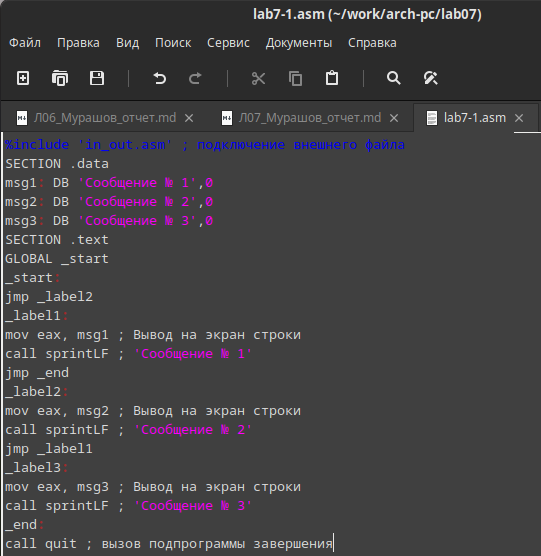 lab7-1.asm (~/work/arch-pc/lab07)
Файл Правка Вид Поиск Сервис Документы Справка
Л06_Мурашов_отчет.md Л07_Мурашов_отчет.md lab7-1.asm
%include 'in_out.asm' ; подключение внешнего файла
SECTION .data
msg1: DB 'Сообщение № 1',0
msg2: DB 'Сообщение № 2',0
msg3: DB 'Сообщение № 3',0
SECTION .text
GLOBAL _start
_start:
jmp _label2
_label1:
mov eax, msg1 ; Вывод на экран строки
call sprintLF ; 'Сообщение № 1'
jmp _end
_label2:
mov eax, msg2 ; Вывод на экран строки
call sprintLF ; 'Сообщение № 2'
jmp _label1
_label3:
mov eax, msg3 ; Вывод на экран строки
call sprintLF ; 'Сообщение № 3'
_end:
call quit ; вызов подпрограммы завершения